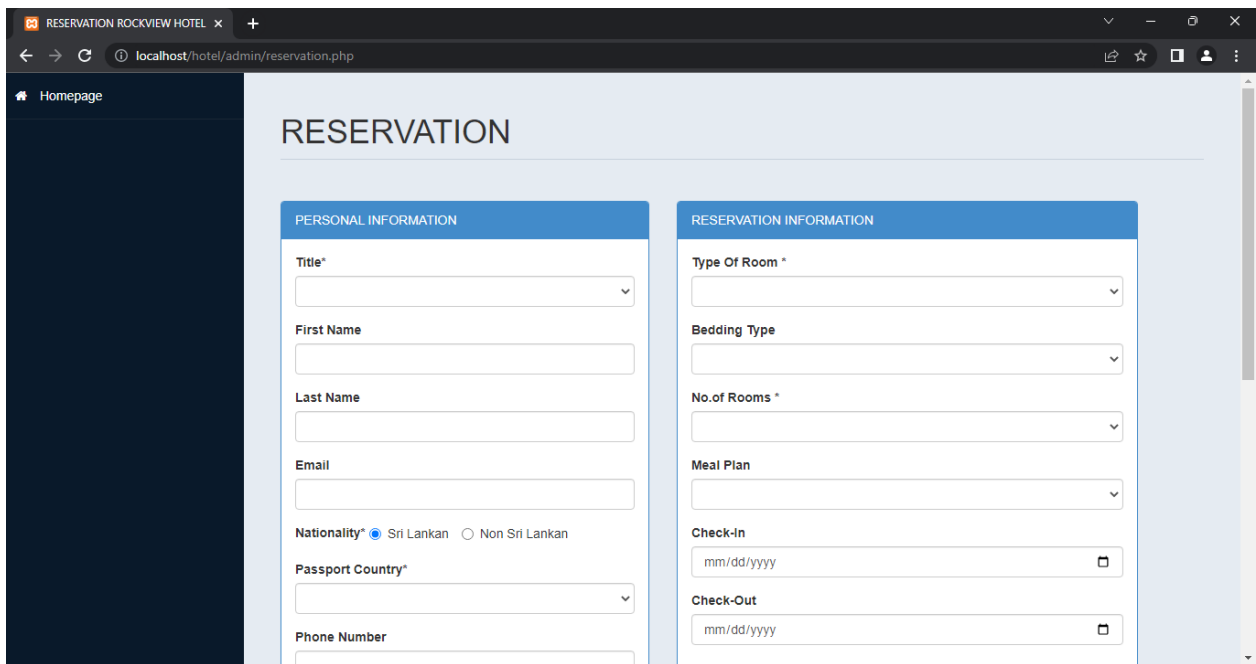 RESERVATION ROCKVIEW HOTEL
localhost/hotel/admin/reservation.php
Homepage
RESERVATION
PERSONAL INFORMATION
Title*
First Name
Last Name
Email
Nationality* Sri Lankan Non Sri Lankan
Passport Country*
Phone Number
RESERVATION INFORMATION
Type Of Room *
Bedding Type
No.of Rooms *
Meal Plan
Check-In
mm/dd/yyyy
Check-Out
mm/dd/yyyy